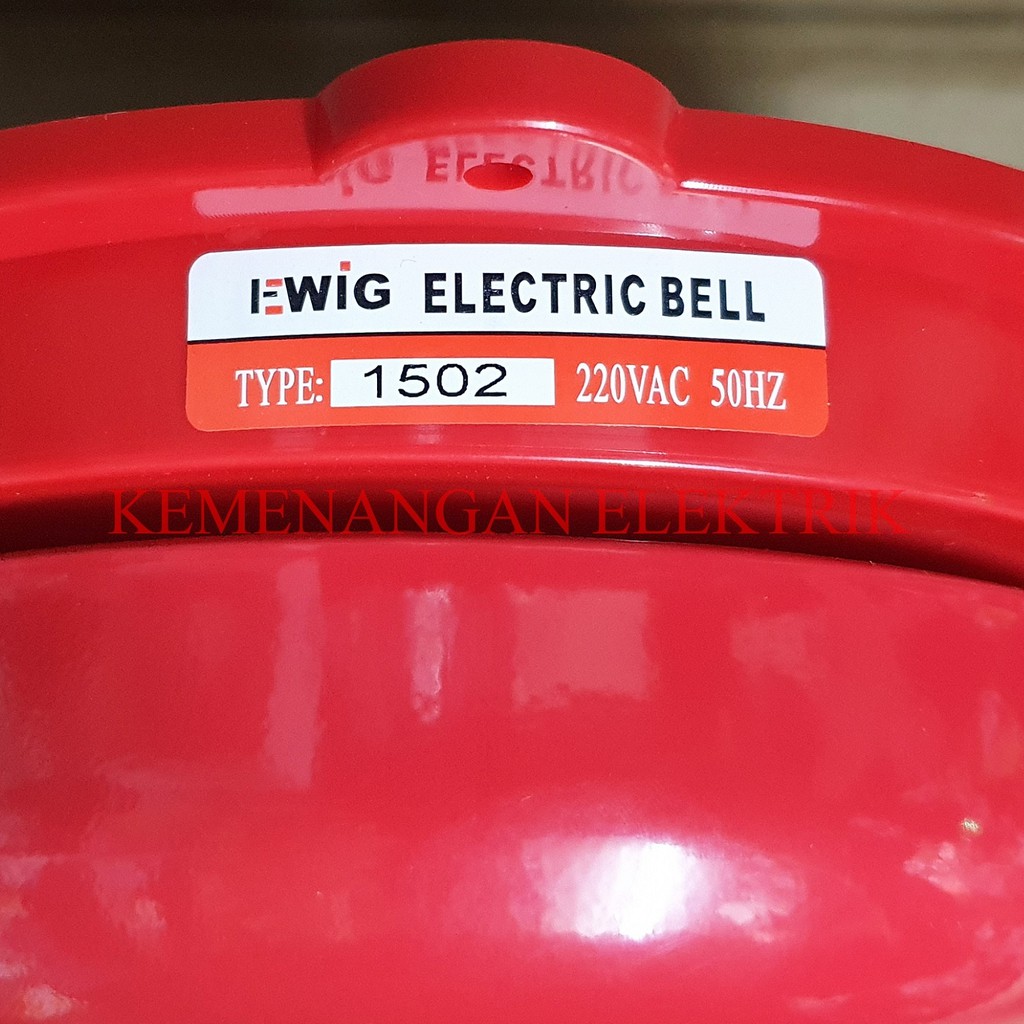 EWiG ELECTRIC BELL
TYPE: 1502 220VAC 50HZ
KEMENANGAN ELEKTRIK